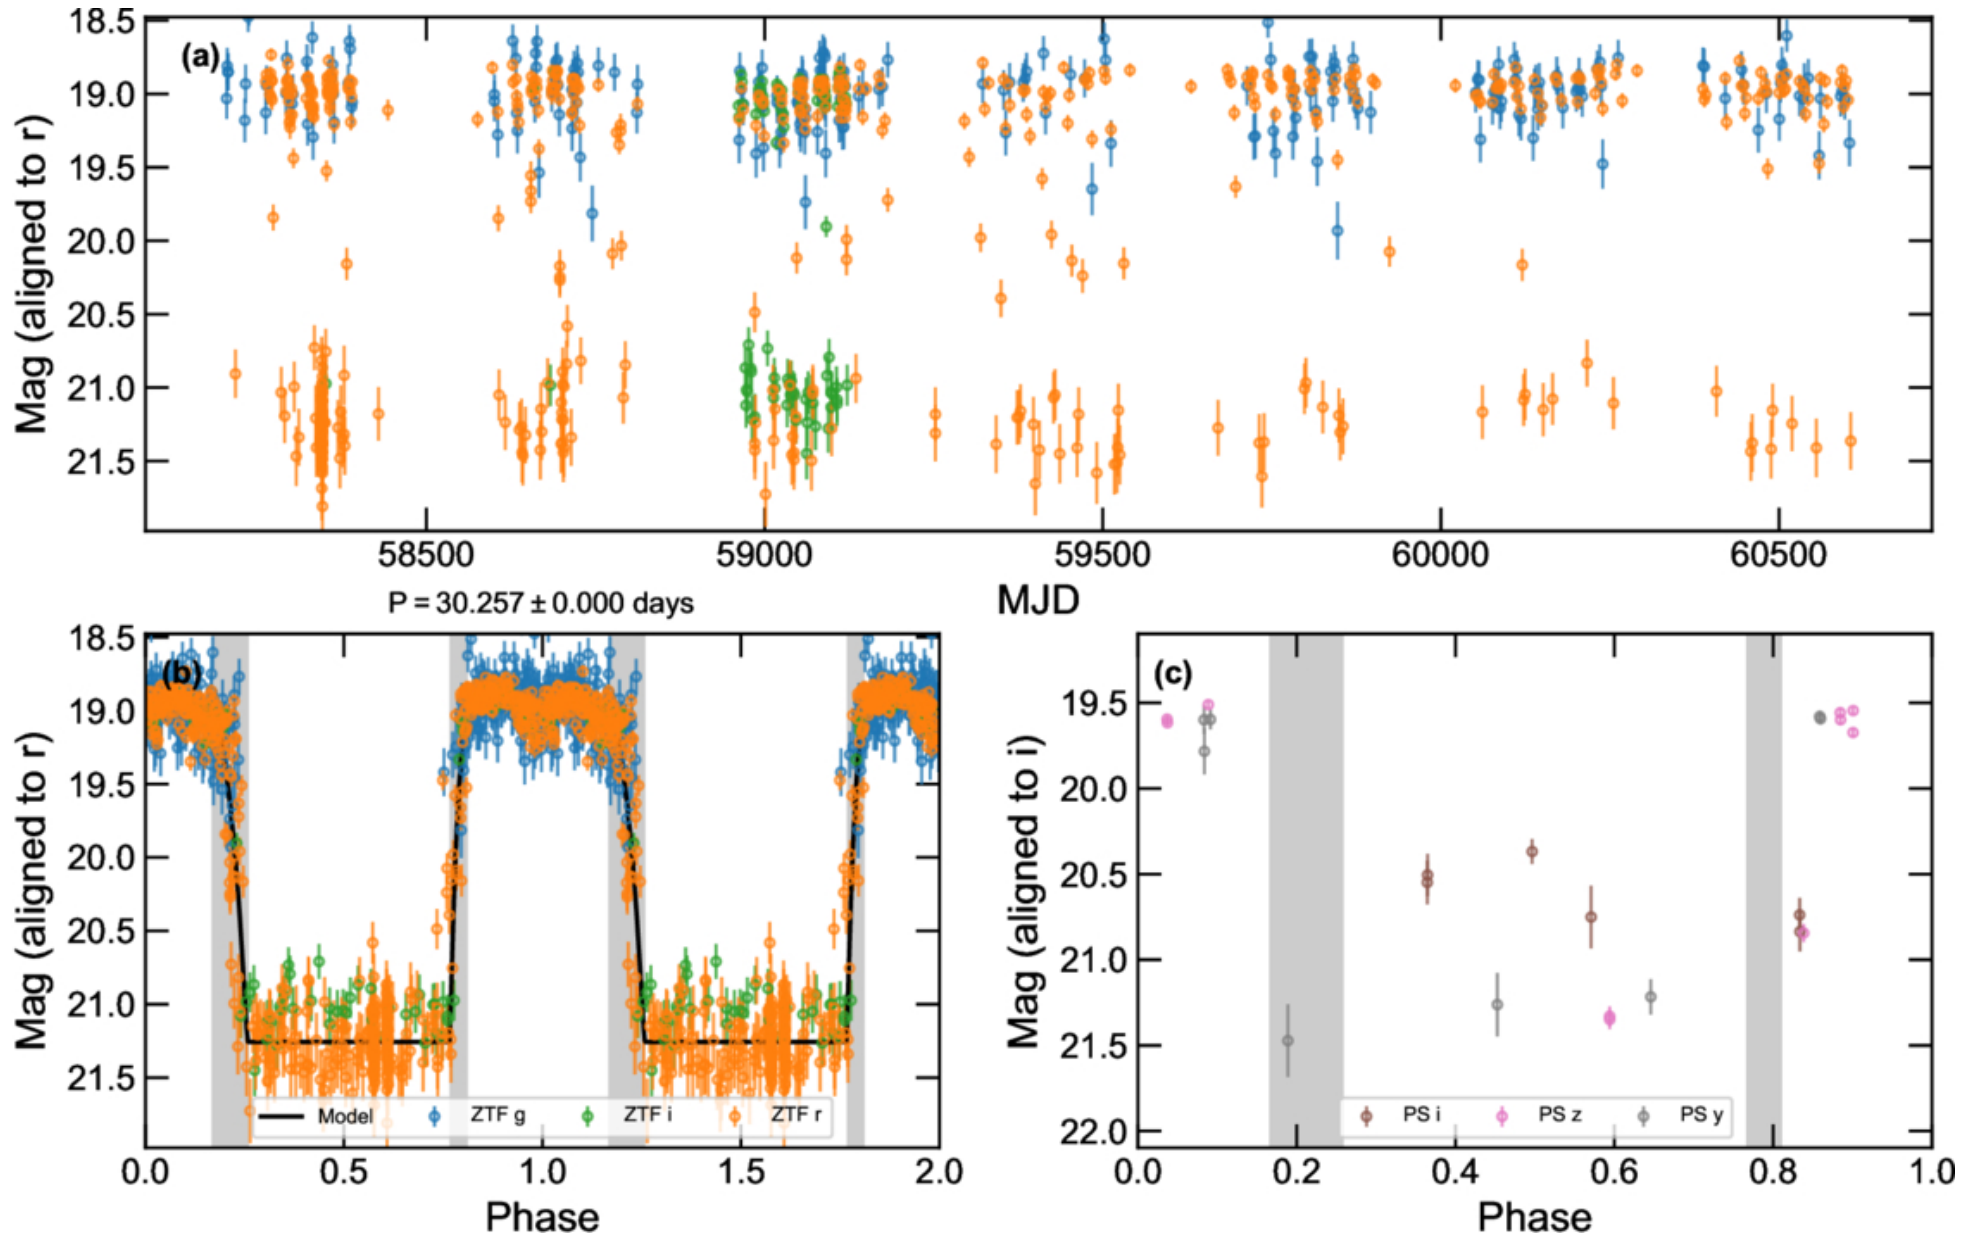 (a)
Mag (aligned to r)
18.5
19.0
19.5
20.0
20.5
21.0
21.5
58500
59000
59500
60000
60500
MJD
P = 30.257 ± 0.000 days
(b)
Mag (aligned to r)
18.5
19.0
19.5
20.0
20.5
21.0
21.5
Model ZTF g ZTF i ZTF r
0.0 0.5 1.0 1.5 2.0
Phase
(c)
Mag (aligned to i)
19.5
20.0
20.5
21.0
21.5
22.0
PS i PS z PS y
0.0 0.2 0.4 0.6 0.8 1.0
Phase